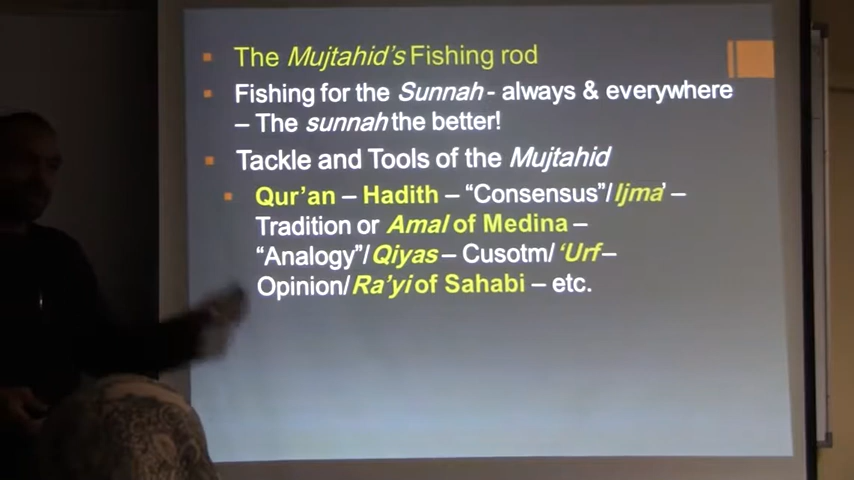 The Mujtahid's Fishing rod
Fishing for the Sunnah - always & everywhere
– The sunnah the better!
Tackle and Tools of the Mujtahid
Qur'an – Hadith – "Consensus"/Ijma' –
Tradition or Amal of Medina –
"Analogy"/Qiyas – Cusotm/'Urf –
Opinion/Ra'yi of Sahabi – etc.